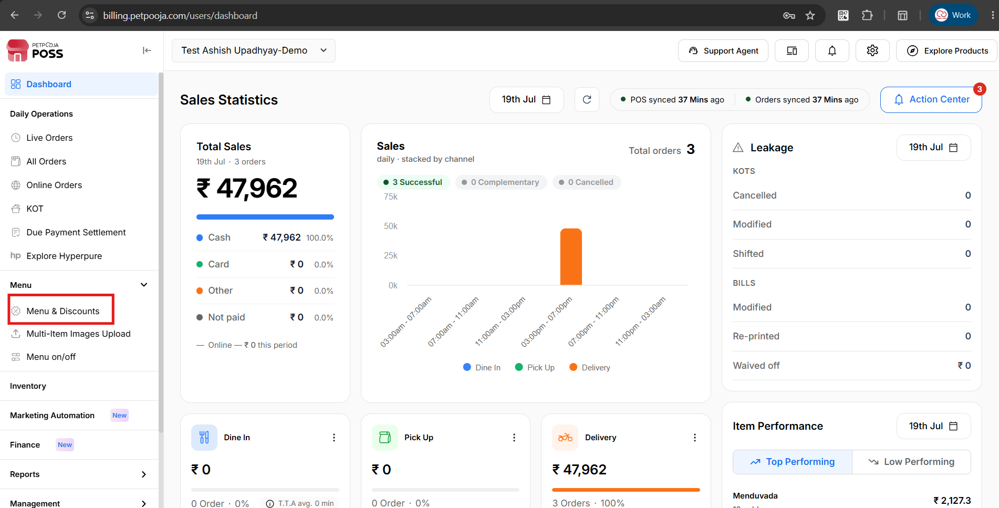 billing.petpooja.com/users/dashboard
Work
PETPOOJA
POSS
Test Ashish Upadhyay-Demo
Support Agent
Explore Products
Dashboard
Daily Operations
Live Orders
All Orders
Online Orders
KOT
Due Payment Settlement
hp Explore Hyperpure
Menu
Menu & Discounts
Multi-Item Images Upload
Menu on/off
Inventory
Marketing Automation New
Finance New
Reports
Management
Sales Statistics
19th Jul
POS synced 37 Mins ago
Orders synced 37 Mins ago
Action Center
3
Total Sales
19th Jul · 3 orders
₹ 47,962
Cash ₹ 47,962 100.0%
Card ₹ 0 0.0%
Other ₹ 0 0.0%
Not paid ₹ 0 0.0%
— Online — ₹ 0 this period
Sales
daily · stacked by channel
Total orders 3
3 Successful
0 Complementary
0 Cancelled
75k
50k
25k
0k
03:00am - 07:00am
07:00am - 11:00am
11:00am - 03:00pm
03:00pm - 07:00pm
07:00pm - 11:00pm
11:00pm - 03:00am
Dine In
Pick Up
Delivery
Leakage
19th Jul
KOTS
Cancelled 0
Modified 0
Shifted 0
BILLS
Modified 0
Re-printed 0
Waived off ₹ 0
Dine In
₹ 0
0 Order · 0%
T.T.A avg. 0 min
Pick Up
₹ 0
0 Order · 0%
Delivery
₹ 47,962
3 Orders · 100%
Item Performance
19th Jul
Top Performing
Low Performing
Menduvada
₹ 2,127.3